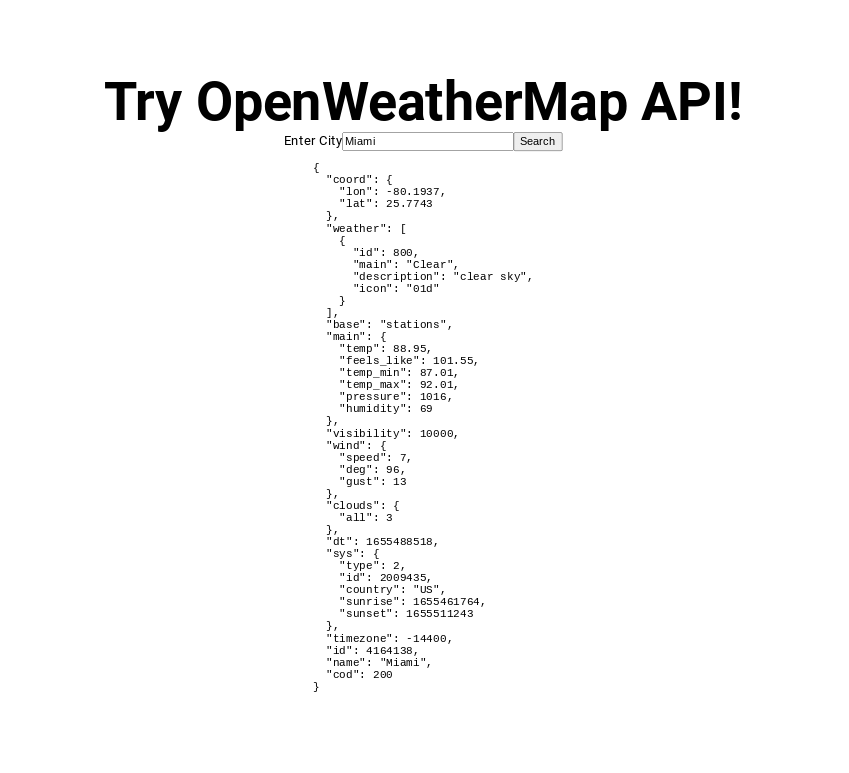 Try OpenWeatherMap API!
Enter City Miami Search
{
  "coord": {
    "lon": -80.1937,
    "lat": 25.7743
  },
  "weather": [
    {
      "id": 800,
      "main": "Clear",
      "description": "clear sky",
      "icon": "01d"
    }
  ],
  "base": "stations",
  "main": {
    "temp": 88.95,
    "feels_like": 101.55,
    "temp_min": 87.01,
    "temp_max": 92.01,
    "pressure": 1016,
    "humidity": 69
  },
  "visibility": 10000,
  "wind": {
    "speed": 7,
    "deg": 96,
    "gust": 13
  },
  "clouds": {
    "all": 3
  },
  "dt": 1655488518,
  "sys": {
    "type": 2,
    "id": 2009435,
    "country": "US",
    "sunrise": 1655461764,
    "sunset": 1655511243
  },
  "timezone": -14400,
  "id": 4164138,
  "name": "Miami",
  "cod": 200
}